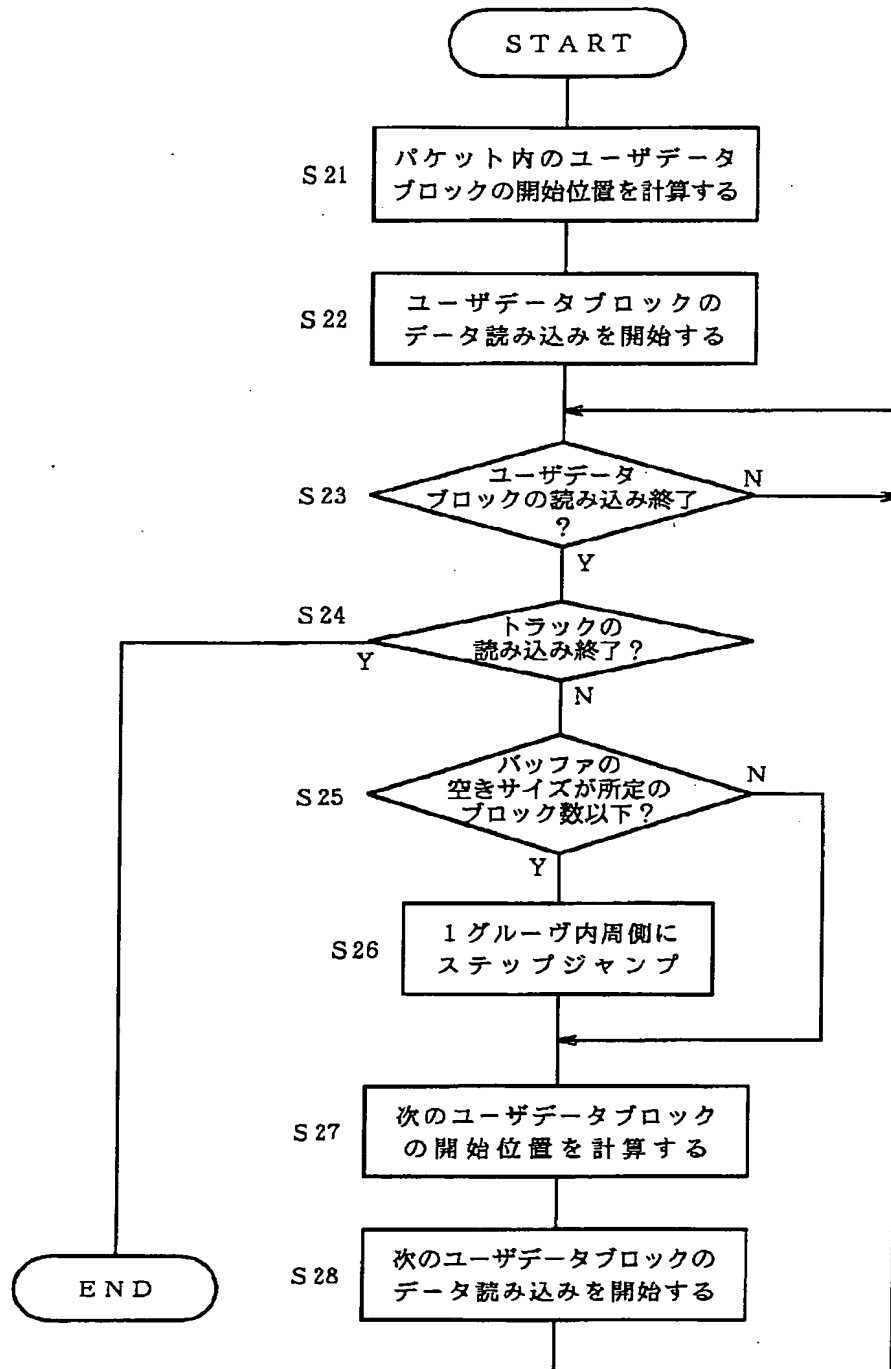 START
S21
パケット内のユーザデータ
ブロックの開始位置を計算する
S22
ユーザデータブロックの
データ読み込みを開始する
S23
ユーザデータ
ブロックの読み込み終了
?
N
Y
S24
トラックの
読み込み終了?
Y
N
S25
バッファの
空きサイズが所定の
ブロック数以下?
N
Y
S26
1グルーヴ内周側に
ステップジャンプ
S27
次のユーザデータブロック
の開始位置を計算する
S28
次のユーザデータブロックの
データ読み込みを開始する
END